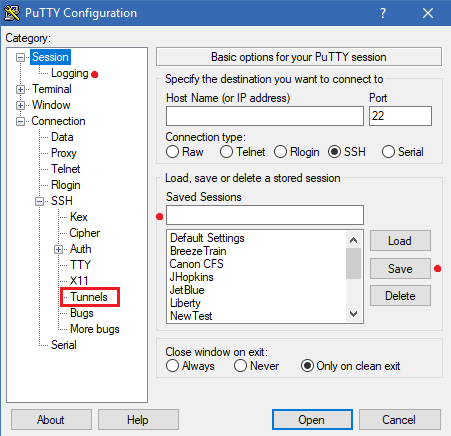 PuTTY Configuration
?
Category:
Session
Logging
Terminal
Window
Connection
Data
Proxy
Telnet
Rlogin
SSH
Kex
Cipher
Auth
TTY
X11
Tunnels
Bugs
More bugs
Serial
Basic options for your PuTTY session
Specify the destination you want to connect to
Host Name (or IP address) Port
22
Connection type:
Raw Telnet Rlogin SSH Serial
Load, save or delete a stored session
Saved Sessions
Default Settings
BreezeTrain
Canon CFS
JHopkins
JetBlue
Liberty
NewTest
Load
Save
Delete
Close window on exit:
Always Never Only on clean exit
About Help Open Cancel